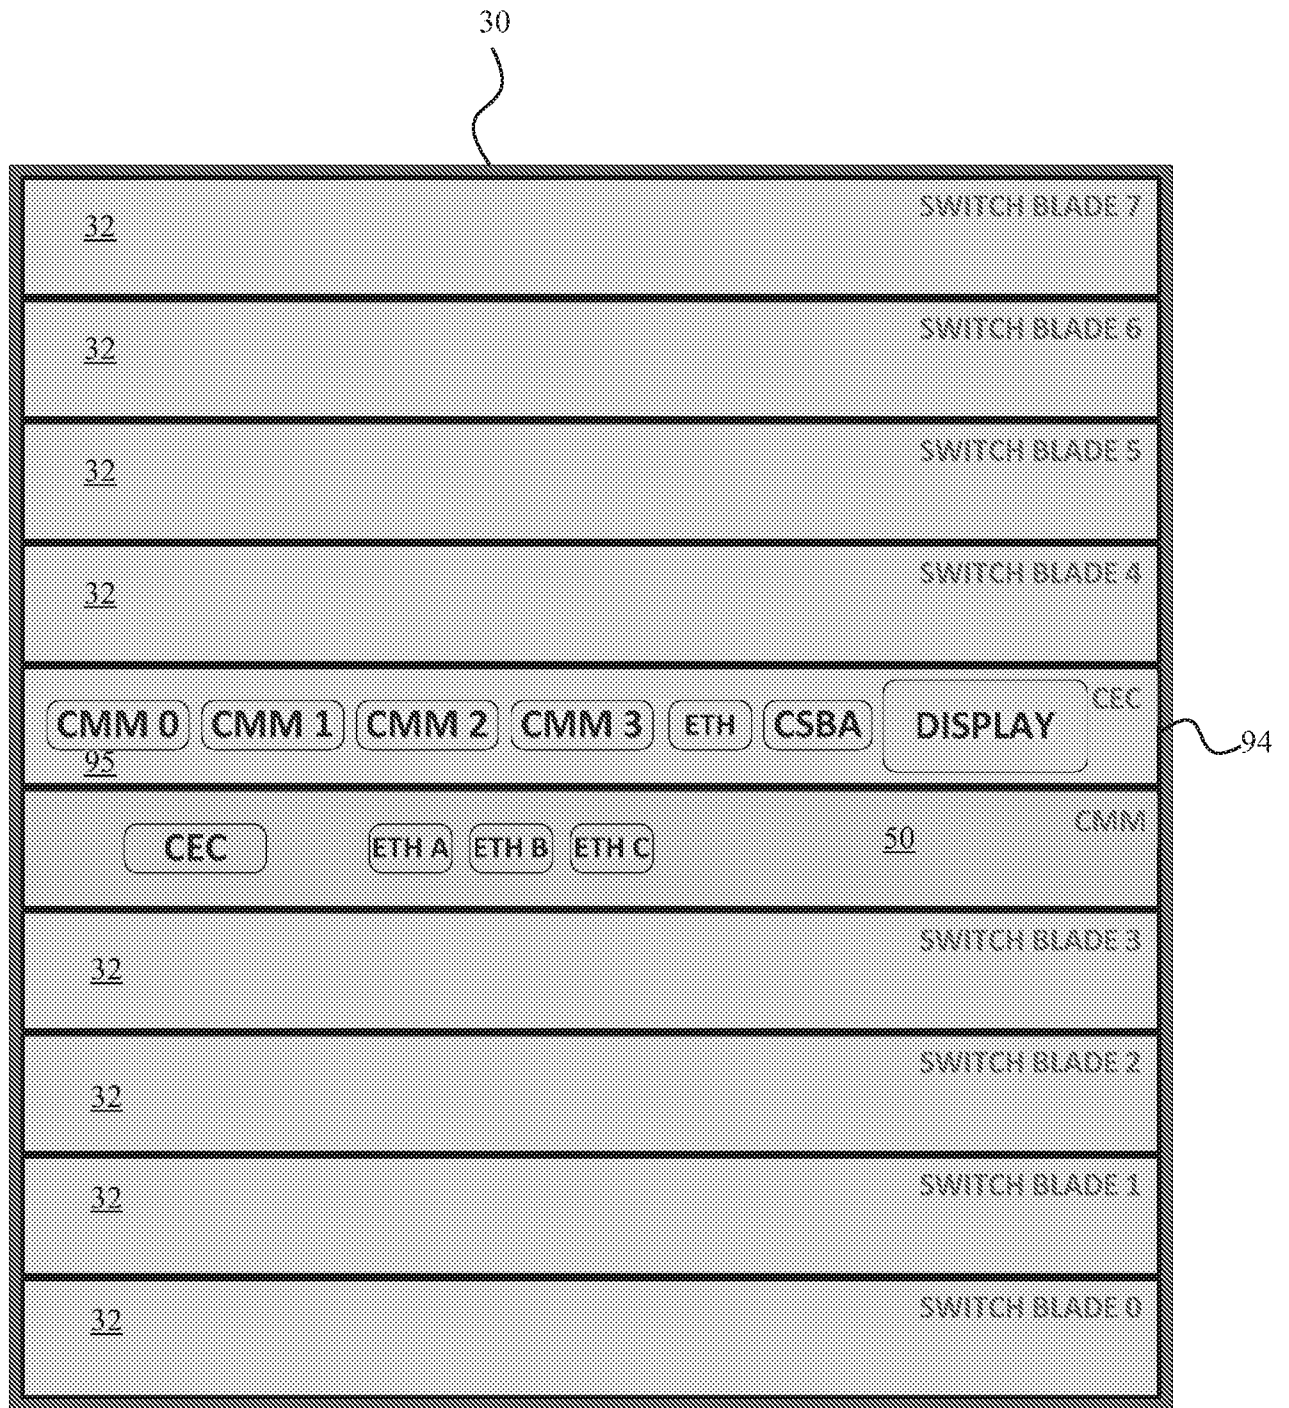 30
32 SWITCH BLADE 7
32 SWITCH BLADE 6
32 SWITCH BLADE 5
32 SWITCH BLADE 4
CEC
CMM 0 CMM 1 CMM 2 CMM 3 ETH CSBA DISPLAY
94
95
CMM
CEC ETH A ETH B ETH C 50
32 SWITCH BLADE 3
32 SWITCH BLADE 2
32 SWITCH BLADE 1
32 SWITCH BLADE 0